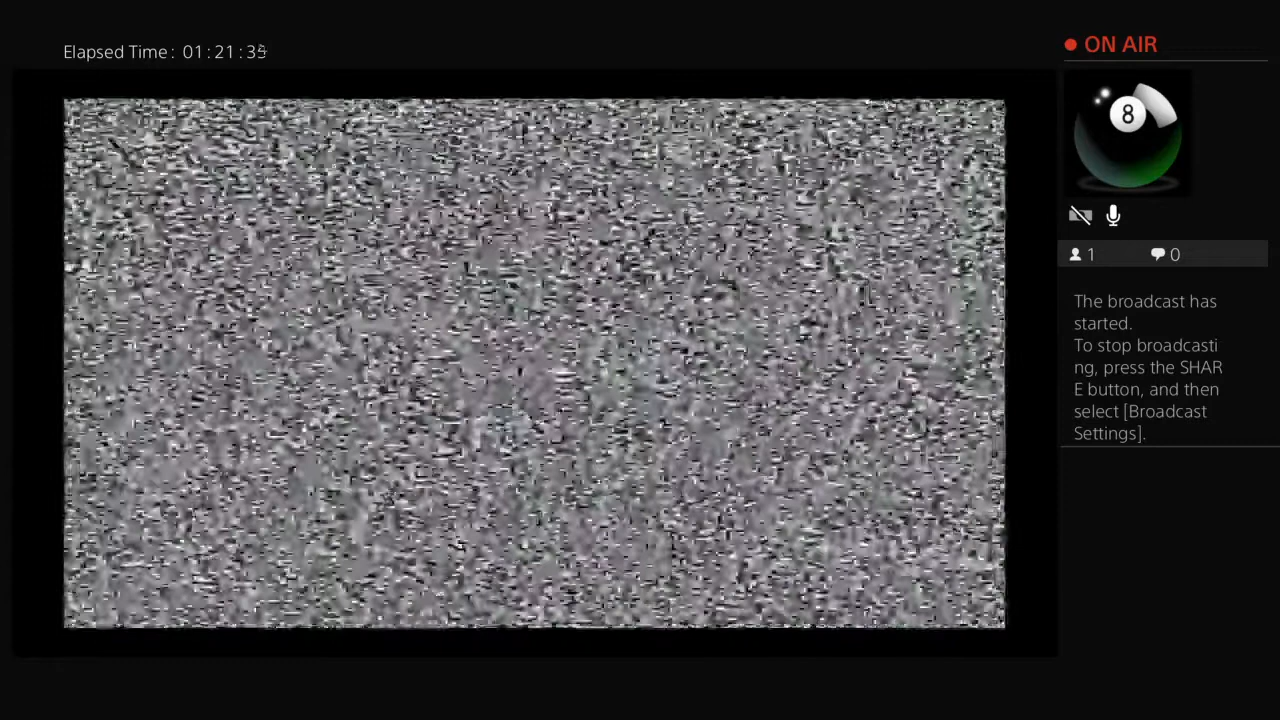 Elapsed Time: 01:21:35
ON AIR
8
1 0
The broadcast has
started.
To stop broadcasti
ng, press the SHAR
E button, and then
select [Broadcast
Settings].